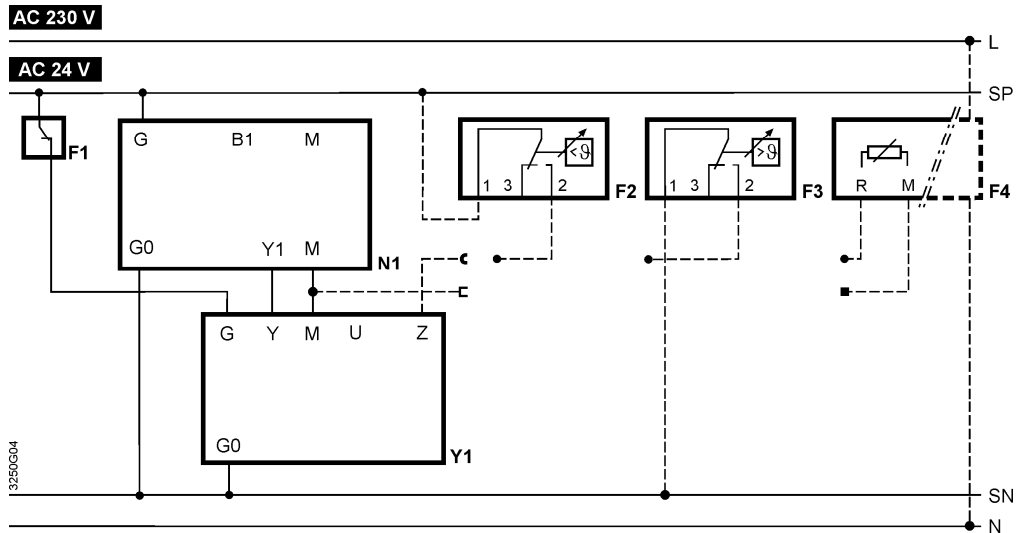 AC 230 V
L
AC 24 V
SP
F1
G B1 M
G0 Y1 M
N1
<ϑ
1 3 2
F2
>ϑ
1 3 2
F3
R M
F4
G Y M U Z
G0
Y1
3250G04
SN
N